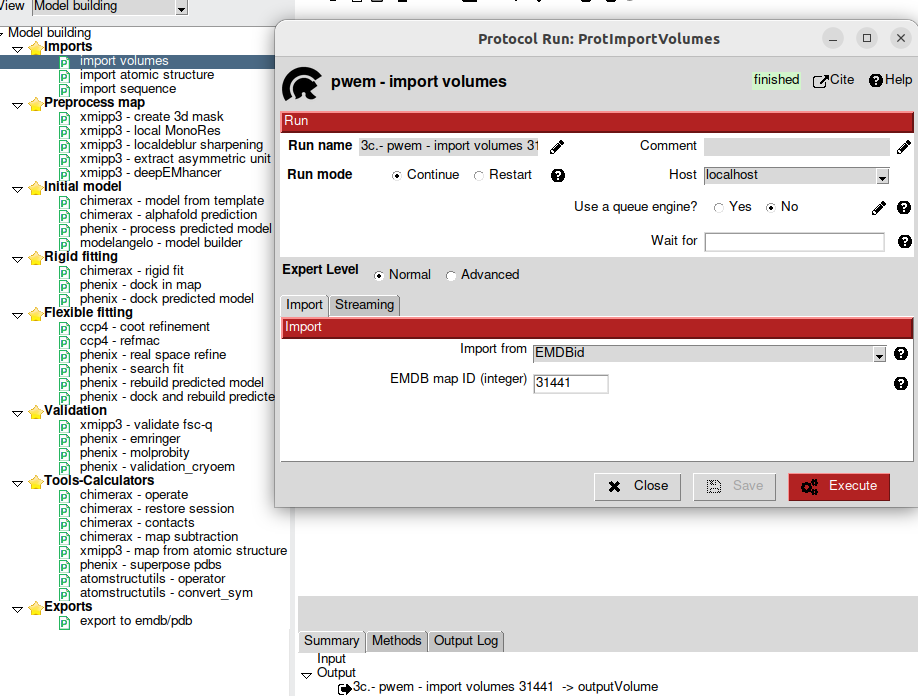 View Model building
Model building
Imports
import volumes
import atomic structure
import sequence
Preprocess map
xmipp3 - create 3d mask
xmipp3 - local MonoRes
xmipp3 - localdeblur sharpening
xmipp3 - extract asymmetric unit
xmipp3 - deepEMhancer
Initial model
chimerax - model from template
chimerax - alphafold prediction
phenix - process predicted model
modelangelo - model builder
Rigid fitting
chimerax - rigid fit
phenix - dock in map
phenix - dock predicted model
Flexible fitting
ccp4 - coot refinement
ccp4 - refmac
phenix - real space refine
phenix - search fit
phenix - rebuild predicted model
phenix - dock and rebuild predicte
Validation
xmipp3 - validate fsc-q
phenix - emringer
phenix - molprobity
phenix - validation_cryoem
Tools-Calculators
chimerax - operate
chimerax - restore session
chimerax - contacts
chimerax - map subtraction
xmipp3 - map from atomic structure
phenix - superpose pdbs
atomstructutils - operator
atomstructutils - convert_sym
Exports
export to emdb/pdb
Protocol Run: ProtImportVolumes
pwem - import volumes
finished Cite Help
Run
Run name 3c.- pwem - import volumes 31 Comment
Run mode Continue Restart Host localhost
Use a queue engine? Yes No
Wait for
Expert Level Normal Advanced
Import Streaming
Import
Import from EMDBid
EMDB map ID (integer) 31441
Close Save Execute
Summary Methods Output Log
Input
Output
3c.- pwem - import volumes 31441 -> outputVolume